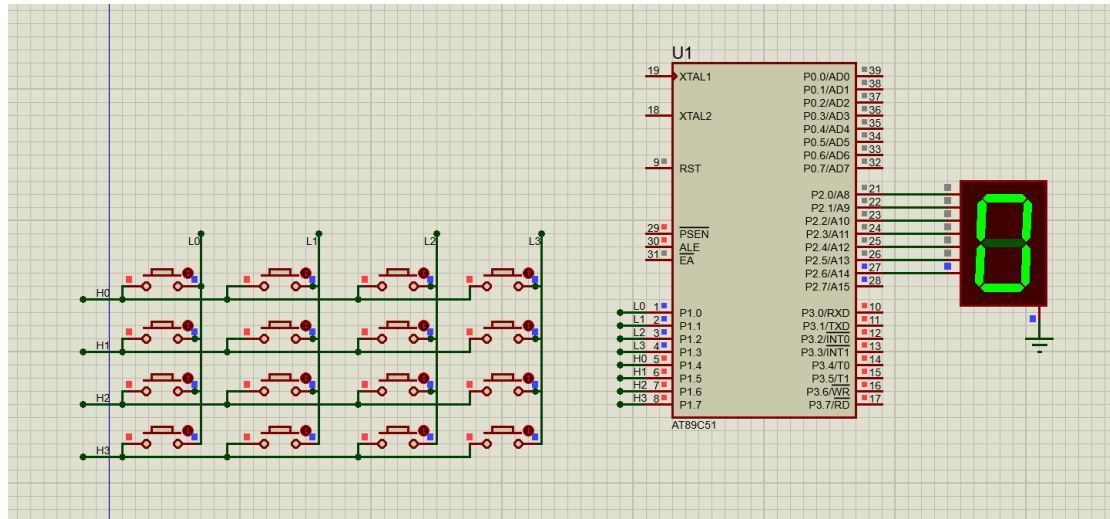 U1
19 XTAL1
18 XTAL2
9 RST
29 PSEN
30 ALE
31 EA
L0 1 P1.0
L1 2 P1.1
L2 3 P1.2
L3 4 P1.3
H0 5 P1.4
H1 6 P1.5
H2 7 P1.6
H3 8 P1.7
P0.0/AD0 39
P0.1/AD1 38
P0.2/AD2 37
P0.3/AD3 36
P0.4/AD4 35
P0.5/AD5 34
P0.6/AD6 33
P0.7/AD7 32
P2.0/A8 21
P2.1/A9 22
P2.2/A10 23
P2.3/A11 24
P2.4/A12 25
P2.5/A13 26
P2.6/A14 27
P2.7/A15 28
P3.0/RXD 10
P3.1/TXD 11
P3.2/INT0 12
P3.3/INT1 13
P3.4/T0 14
P3.5/T1 15
P3.6/WR 16
P3.7/RD 17
AT89C51
0
L0 L1 L2 L3
H0
H1
H2
H3